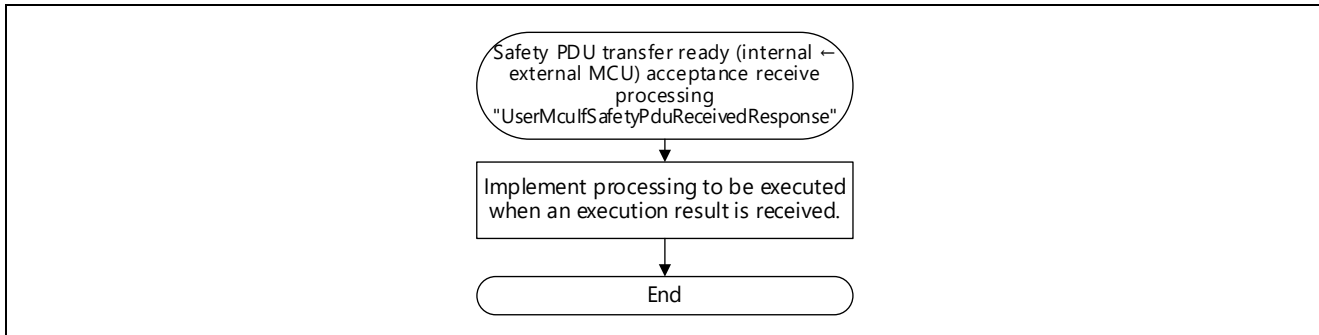 Safety PDU transfer ready (internal ←
external MCU) acceptance receive
processing
"UserMcuIfSafetyPduReceivedResponse"
Implement processing to be executed
when an execution result is received.
End